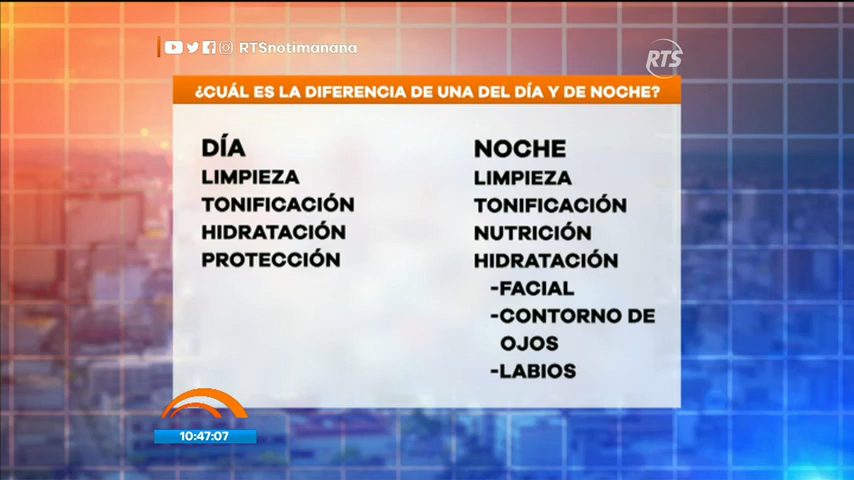 RTSnotimanana
RTS
¿CUÁL ES LA DIFERENCIA DE UNA DEL DÍA Y DE NOCHE?
DÍA
LIMPIEZA
TONIFICACIÓN
HIDRATACIÓN
PROTECCIÓN
NOCHE
LIMPIEZA
TONIFICACIÓN
NUTRICIÓN
HIDRATACIÓN
-FACIAL
-CONTORNO DE
OJOS
-LABIOS
10:47:07